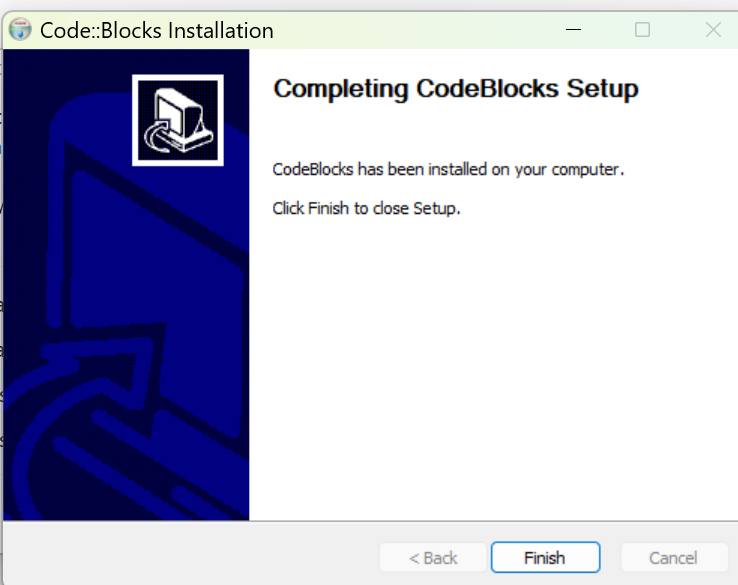 Code::Blocks Installation
Completing CodeBlocks Setup
CodeBlocks has been installed on your computer.
Click Finish to close Setup.
< Back
Finish
Cancel